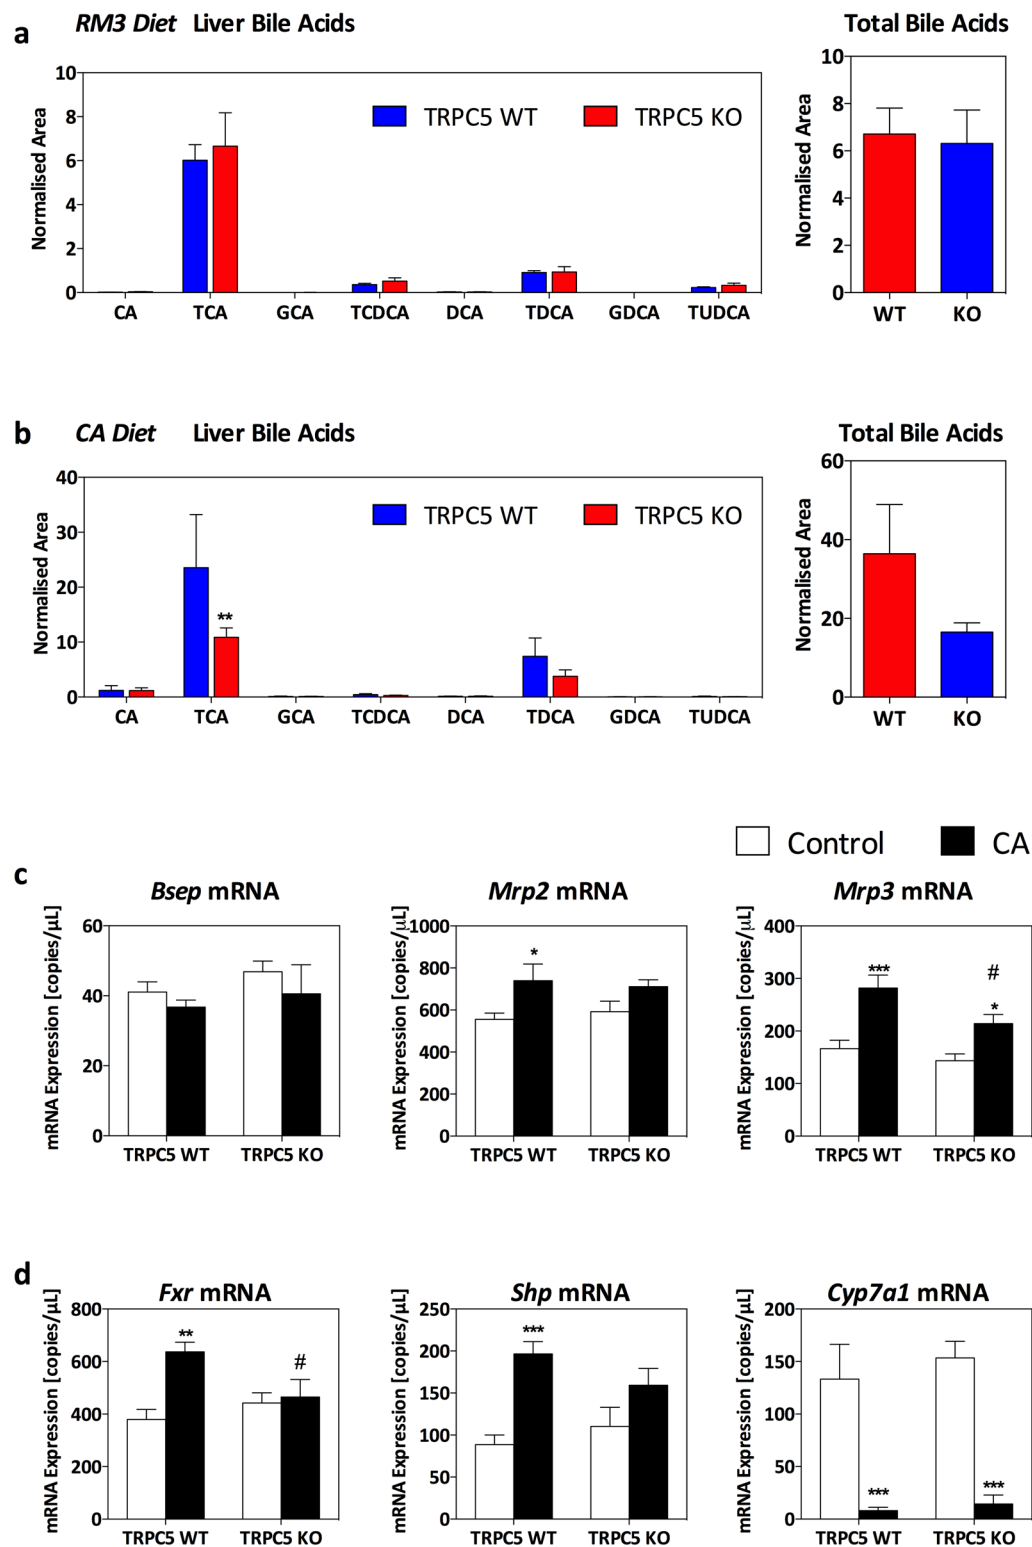 a RM3 Diet Liver Bile Acids Total Bile Acids
Normalised Area
10
8
6
4
2
0
TRPC5 WT TRPC5 KO
CA TCA GCA TCDCA DCA TDCA GDCA TUDCA
Normalised Area
10
8
6
4
2
0
WT KO
b CA Diet Liver Bile Acids Total Bile Acids
Normalised Area
40
30
20
10
0
TRPC5 WT TRPC5 KO
**
CA TCA GCA TCDCA DCA TDCA GDCA TUDCA
Normalised Area
60
40
20
0
WT KO
Control CA
c
Bsep mRNA
mRNA Expression [copies/µL]
60
40
20
0
TRPC5 WT TRPC5 KO
Mrp2 mRNA
mRNA Expression [copies/µL]
1000
800
600
400
200
0
*
TRPC5 WT TRPC5 KO
Mrp3 mRNA
mRNA Expression [copies/µL]
400
300
200
100
0
***
#
*
TRPC5 WT TRPC5 KO
d
Fxr mRNA
mRNA Expression [copies/µL]
800
600
400
200
0
**
#
TRPC5 WT TRPC5 KO
Shp mRNA
mRNA Expression [copies/µL]
250
200
150
100
50
0
***
TRPC5 WT TRPC5 KO
Cyp7a1 mRNA
mRNA Expression [copies/µL]
200
150
100
50
0
*** ***
TRPC5 WT TRPC5 KO